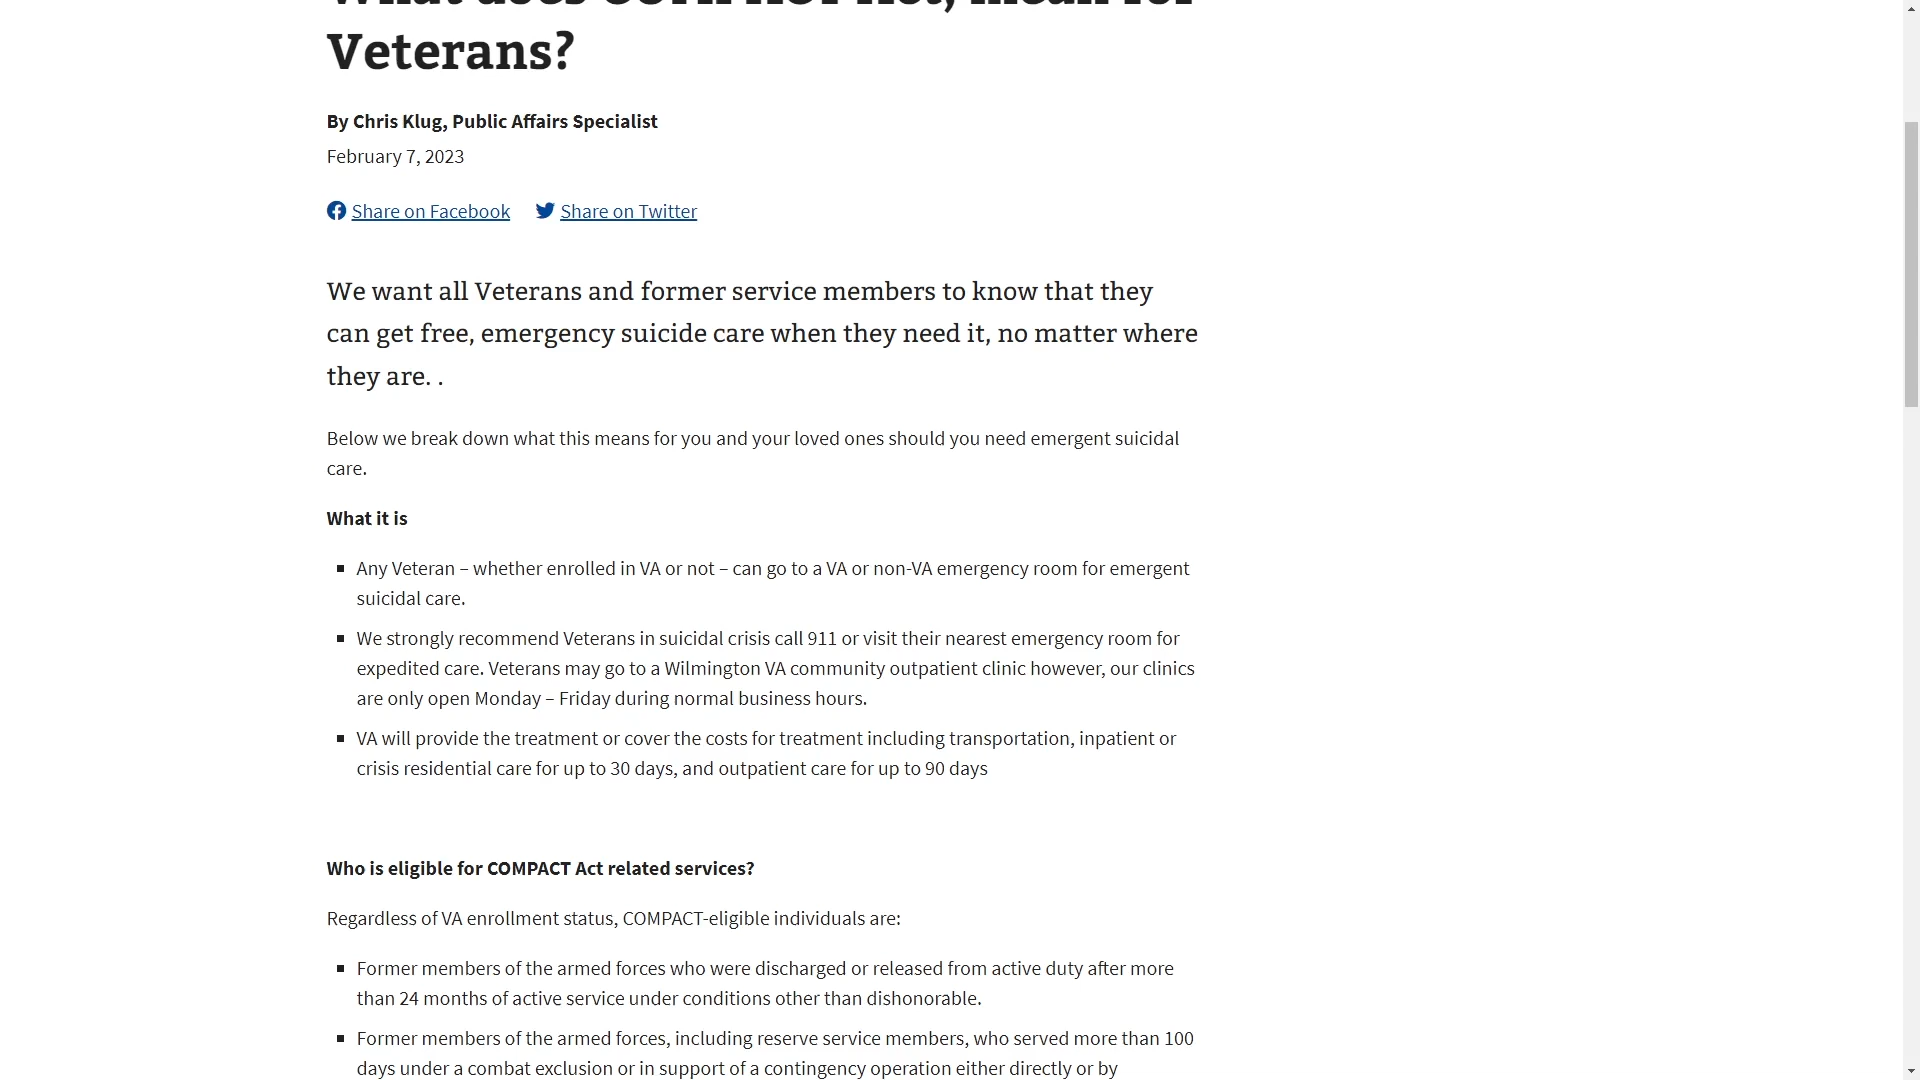 Veterans?
By Chris Klug, Public Affairs Specialist
February 7, 2023
Share on Facebook Share on Twitter
We want all Veterans and former service members to know that they
can get free, emergency suicide care when they need it, no matter where
they are. .
Below we break down what this means for you and your loved ones should you need emergent suicidal
care.
What it is
Any Veteran – whether enrolled in VA or not – can go to a VA or non-VA emergency room for emergent
suicidal care.
We strongly recommend Veterans in suicidal crisis call 911 or visit their nearest emergency room for
expedited care. Veterans may go to a Wilmington VA community outpatient clinic however, our clinics
are only open Monday – Friday during normal business hours.
VA will provide the treatment or cover the costs for treatment including transportation, inpatient or
crisis residential care for up to 30 days, and outpatient care for up to 90 days
Who is eligible for COMPACT Act related services?
Regardless of VA enrollment status, COMPACT-eligible individuals are:
Former members of the armed forces who were discharged or released from active duty after more
than 24 months of active service under conditions other than dishonorable.
Former members of the armed forces, including reserve service members, who served more than 100
days under a combat exclusion or in support of a contingency operation either directly or by